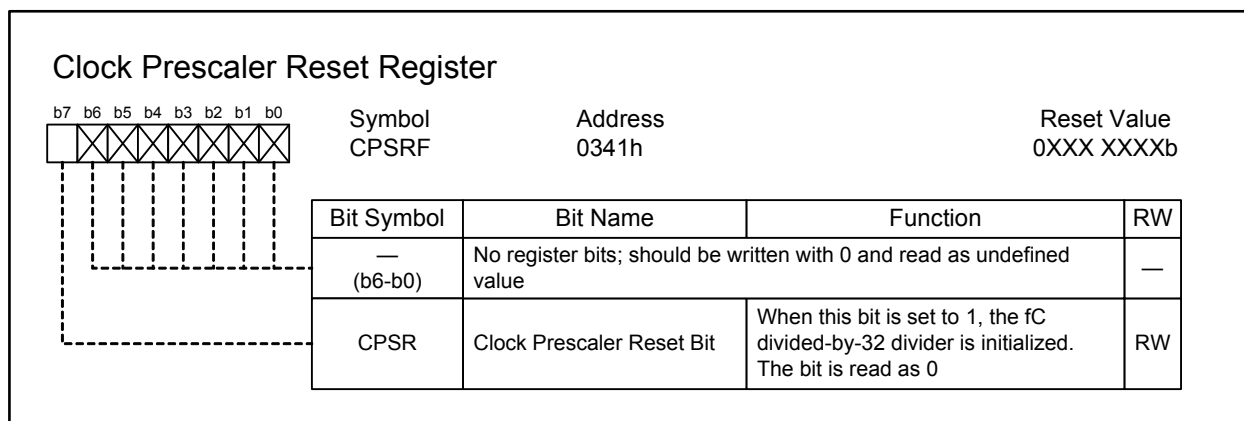 Clock Prescaler Reset Register
b7 b6 b5 b4 b3 b2 b1 b0
Symbol Address Reset Value
CPSRF 0341h 0XXX XXXXb
Bit Symbol Bit Name Function RW
—
(b6-b0)
No register bits; should be written with 0 and read as undefined
value
—
CPSR
Clock Prescaler Reset Bit
When this bit is set to 1, the fC
divided-by-32 divider is initialized.
The bit is read as 0
RW